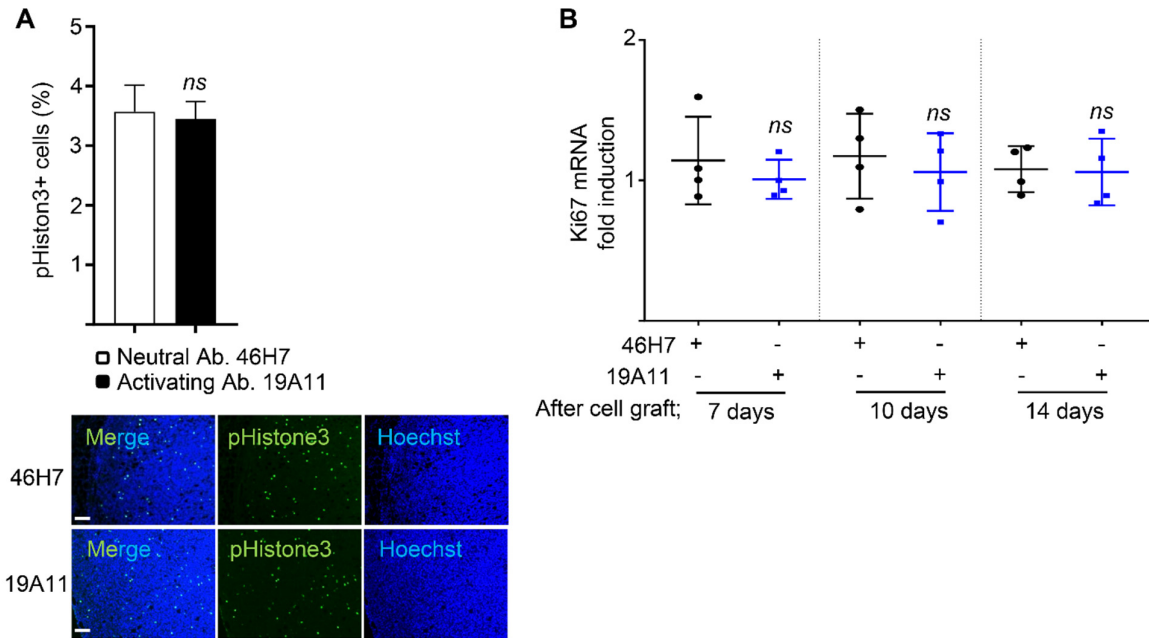 A
pHiston3+ cells (%)
5
4
3
2
1
ns
Neutral Ab. 46H7
Activating Ab. 19A11
46H7
Merge
pHistone3
Hoechst
19A11
Merge
pHistone3
Hoechst
B
Ki67 mRNA
fold induction
2
1
ns
ns
ns
46H7 + - + - + -
19A11 - + - + - +
After cell graft; 7 days 10 days 14 days